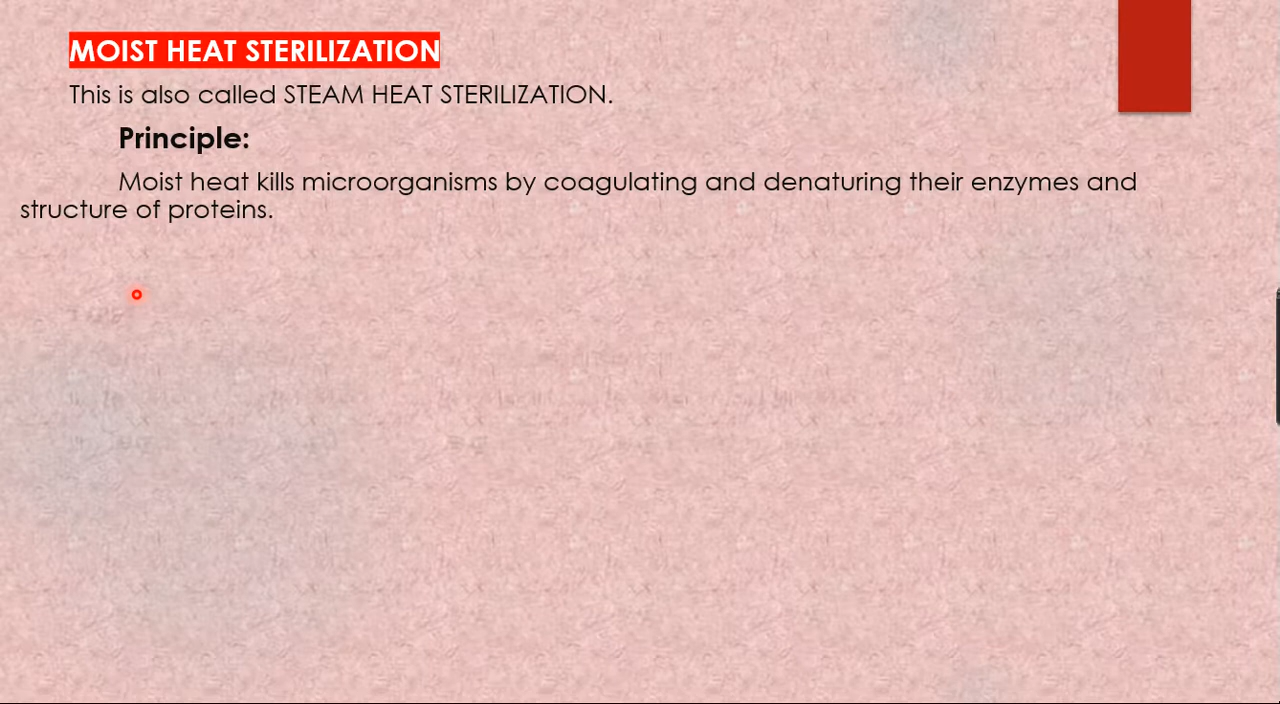 MOIST HEAT STERILIZATION
This is also called STEAM HEAT STERILIZATION.
Principle:
Moist heat kills microorganisms by coagulating and denaturing their enzymes and
structure of proteins.